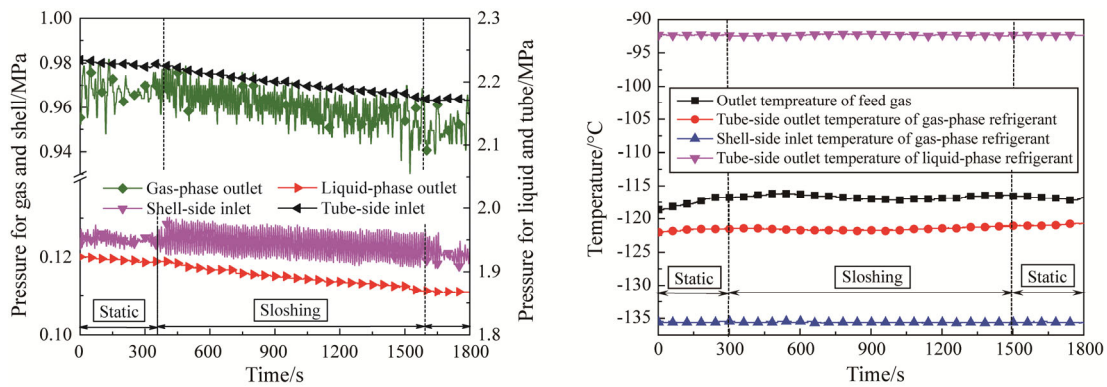 1.00
0.98
0.96
0.94
0.12
0.10
Pressure for gas and shell/MPa
2.3
2.2
2.1
2.0
1.9
1.8
Pressure for liquid and tube/MPa
Gas-phase outlet
Liquid-phase outlet
Shell-side inlet
Tube-side inlet
Static
Sloshing
0 300 600 900 1200 1500 1800
Time/s
-90
-95
-100
-105
-110
-115
-120
-125
-130
-135
Temperature/°C
Outlet tempreature of feed gas
Tube-side outlet temperature of gas-phase refrigerant
Shell-side inlet temperature of gas-phase refrigerant
Tube-side outlet temperature of liquid-phase refrigerant
Static
Sloshing
Static
0 300 600 900 1200 1500 1800
Time/s